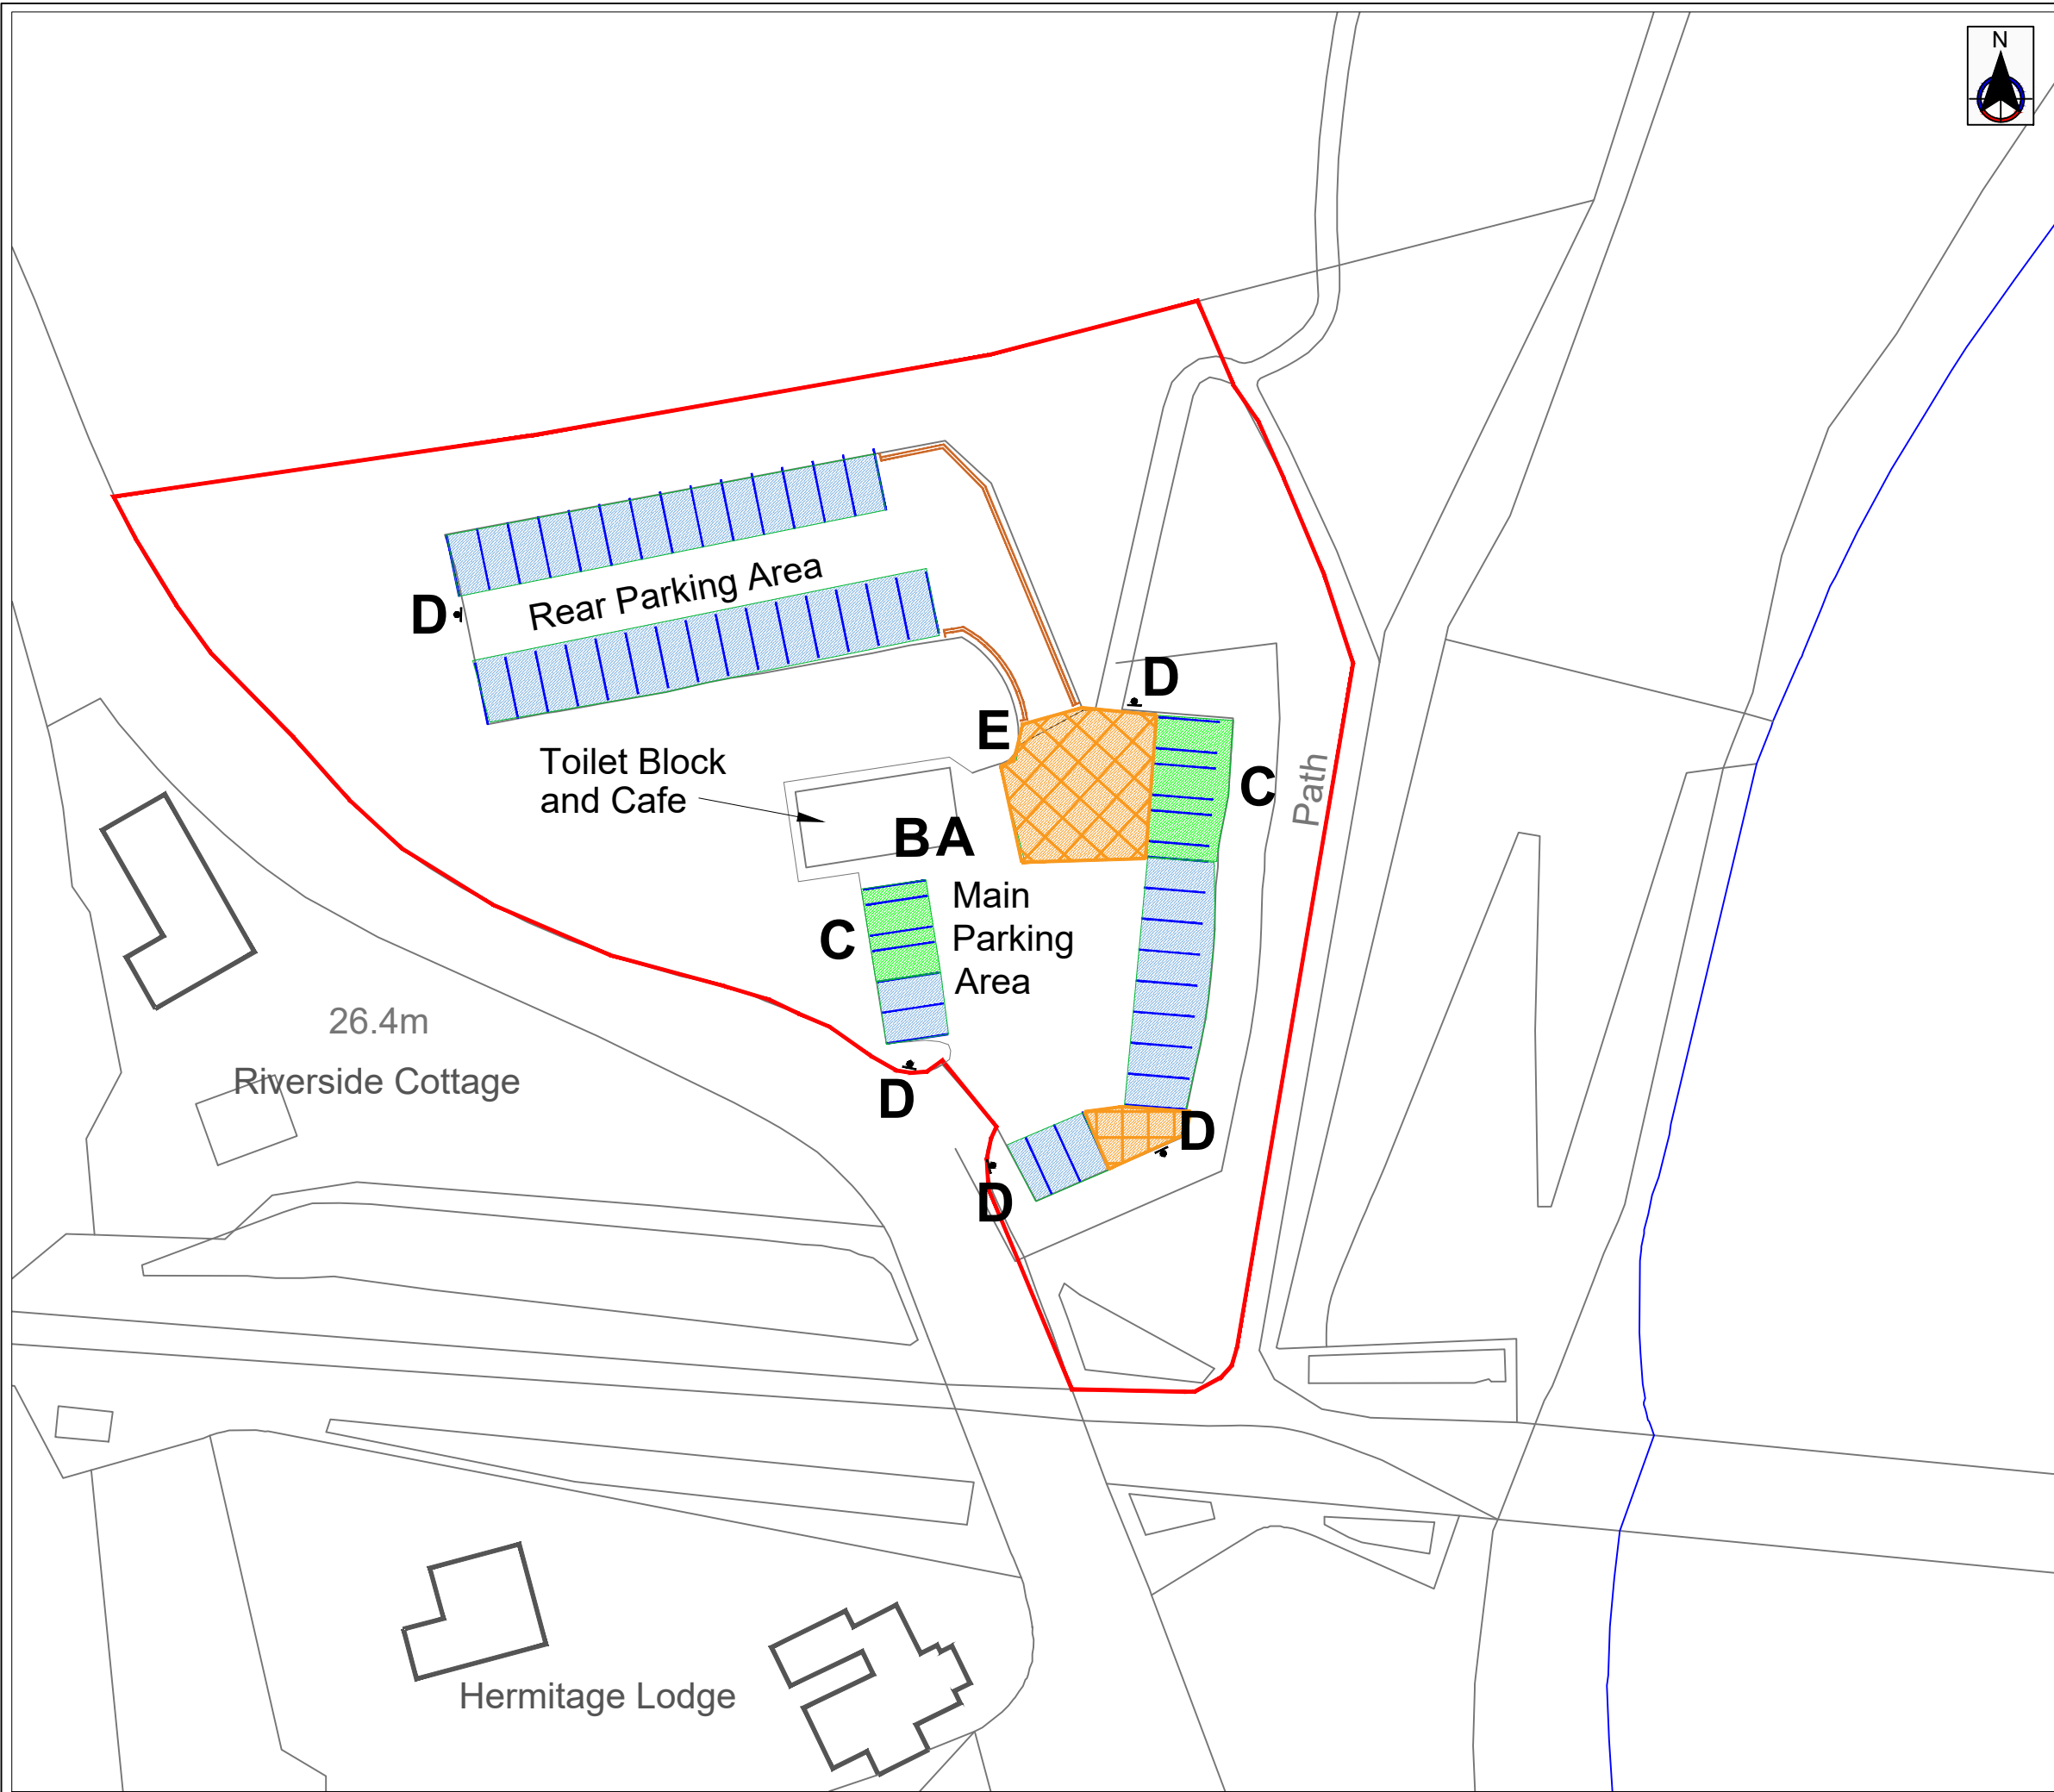 N
Rear Parking Area
D
D
E
Toilet Block
and Cafe
C
Path
B A
Main
Parking
Area
C
26.4m
Riverside Cottage
D
D
D
Hermitage Lodge